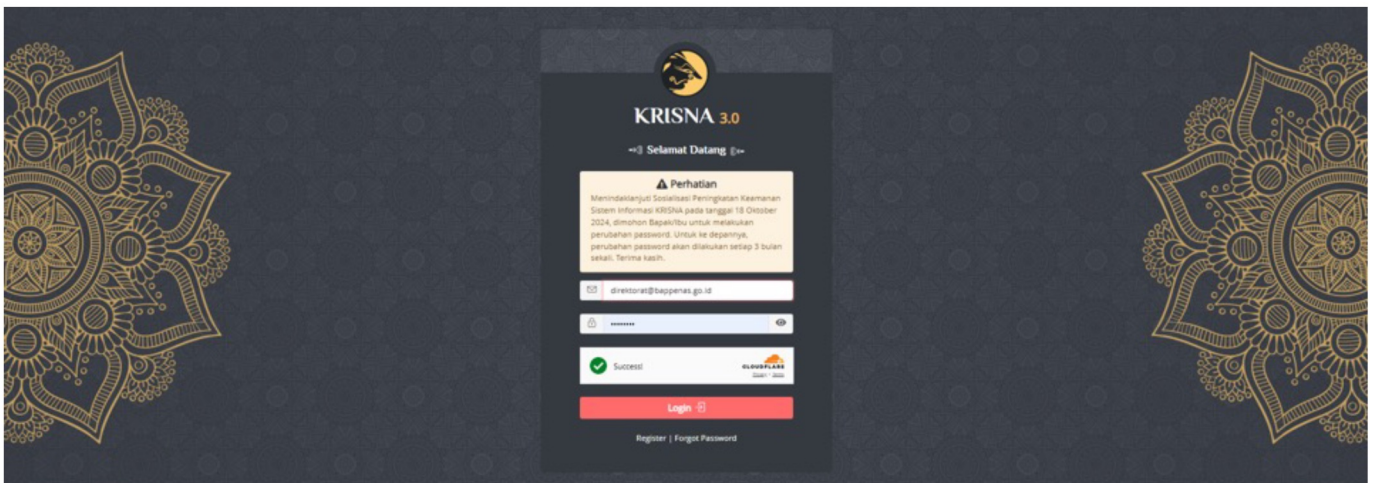 KRISNA 3.0
Selamat Datang
Perhatian
Menindaklanjuti Sosialisasi Peningkatan Keamanan
Sistem Informasi KRISNA pada tanggal 18 Oktober
2024, dimohon Bapak/Ibu untuk melakukan
perubahan password. Untuk ke depannya,
perubahan password akan dilakukan setiap 3 bulan
sekali. Terima kasih.
direktorat@bappenas.go.id
••••••••
Success!
CLOUDFLARE
Login
Register | Forgot Password